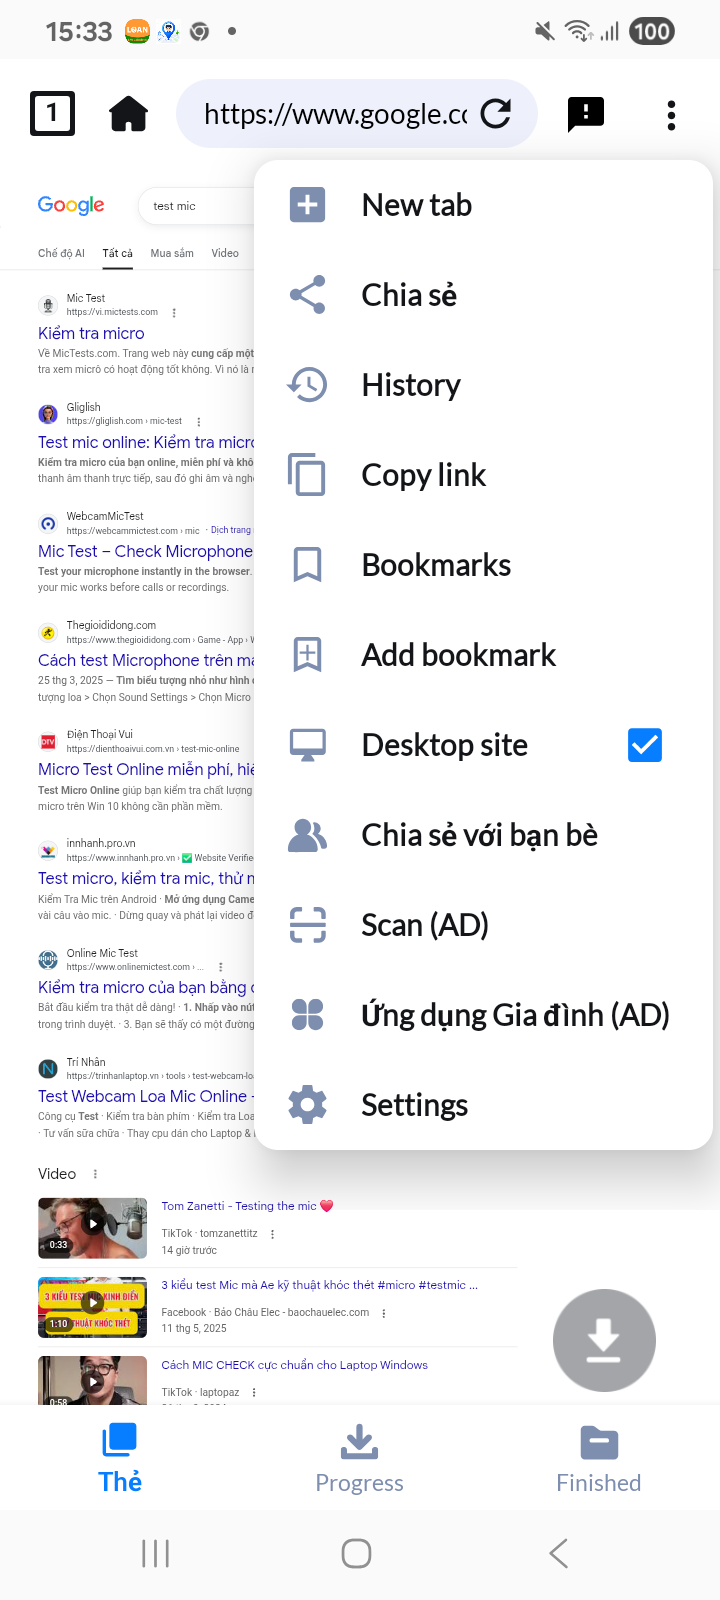 15:33
LOAN
100
1
https://www.google.co
Google
test mic
Chế độ AI
Tất cả
Mua sắm
Video
New tab
Chia sẻ
History
Copy link
Bookmarks
Add bookmark
Desktop site
Chia sẻ với bạn bè
Scan (AD)
Ứng dụng Gia đình (AD)
Settings
Mic Test
https://vi.mictests.com
Kiểm tra micro
Về MicTests.com. Trang web này cung cấp một
tra xem micrô có hoạt động tốt không. Vì nó là
Gliglish
https://gliglish.com › mic-test
Test mic online: Kiểm tra micro
Kiểm tra micro của bạn online, miễn phí và
thanh âm thanh trực tiếp, sau đó ghi âm và
WebcamMicTest
https://webcammictest.com › mic · Dịch trang
Mic Test – Check Microphone
Test your microphone instantly in the browser.
your mic works before calls or recordings.
Thegioididong.com
https://www.thegioididong.com › Game - App ›
Cách test Microphone trên
25 thg 3, 2025 — Tìm biểu tượng nhỏ như hình
tượng loa > Chọn Sound Settings > Chọn Micro
DTV
Điện Thoại Vui
https://dienthoaivui.com.vn › test-mic-online
Micro Test Online miễn phí,
Test Micro Online giúp bạn kiểm tra chất lượng
micro trên Win 10 không cần phần mềm.
innhanh.pro.vn
https://www.innhanh.pro.vn › ✅ Website Verifie
Test micro, kiểm tra mic, thử
Kiểm Tra Mic trên Android · Mở ứng dụng Came
vài câu vào mic. · Dừng quay và phát lại video
Online Mic Test
https://www.onlinemictest.com › ...
Kiểm tra micro của bạn bằng
Bắt đầu kiểm tra thật dễ dàng! · 1. Nhấp vào nút
trong trình duyệt. · 3. Bạn sẽ thấy có một đường
N
Trí Nhân
https://trinhanlaptop.vn › tools › test-webcam-loa
Test Webcam Loa Mic Online -
Công cụ Test · Kiểm tra bàn phím · Kiểm tra Loa
· Tư vấn sữa chữa · Thay cpu dán cho Laptop &
Video
0:33
Tom Zanetti - Testing the mic ❤️
TikTok · tomzanettitz
14 giờ trước
3 KIỂU TEST MIC KINH ĐIỂN
THUẬT KHÓC THÉT
1:10
3 kiểu test Mic mà Ae kỹ thuật khóc thét #micro #testmic ...
Facebook · Bảo Châu Elec - baochauelec.com
11 thg 5, 2025
0:58
Cách MIC CHECK cực chuẩn cho Laptop Windows
TikTok · laptopaz
Thẻ
Progress
Finished